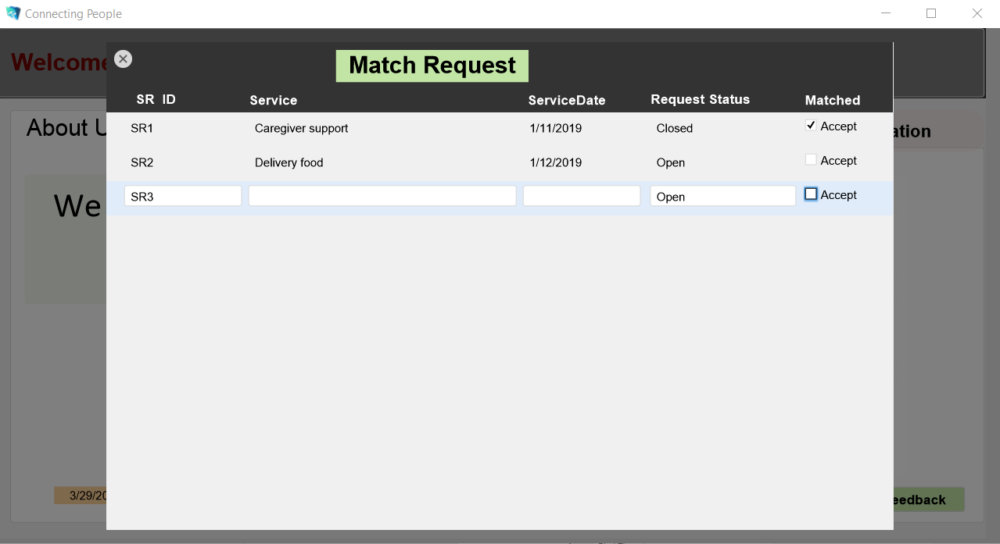 Connecting People
Welcome
Match Request
SR ID Service ServiceDate Request Status Matched
About U
SR1 Caregiver support 1/11/2019 Closed Accept
ation
SR2 Delivery food 1/12/2019 Open Accept
SR3 Open Accept
We
3/29/20
eedback